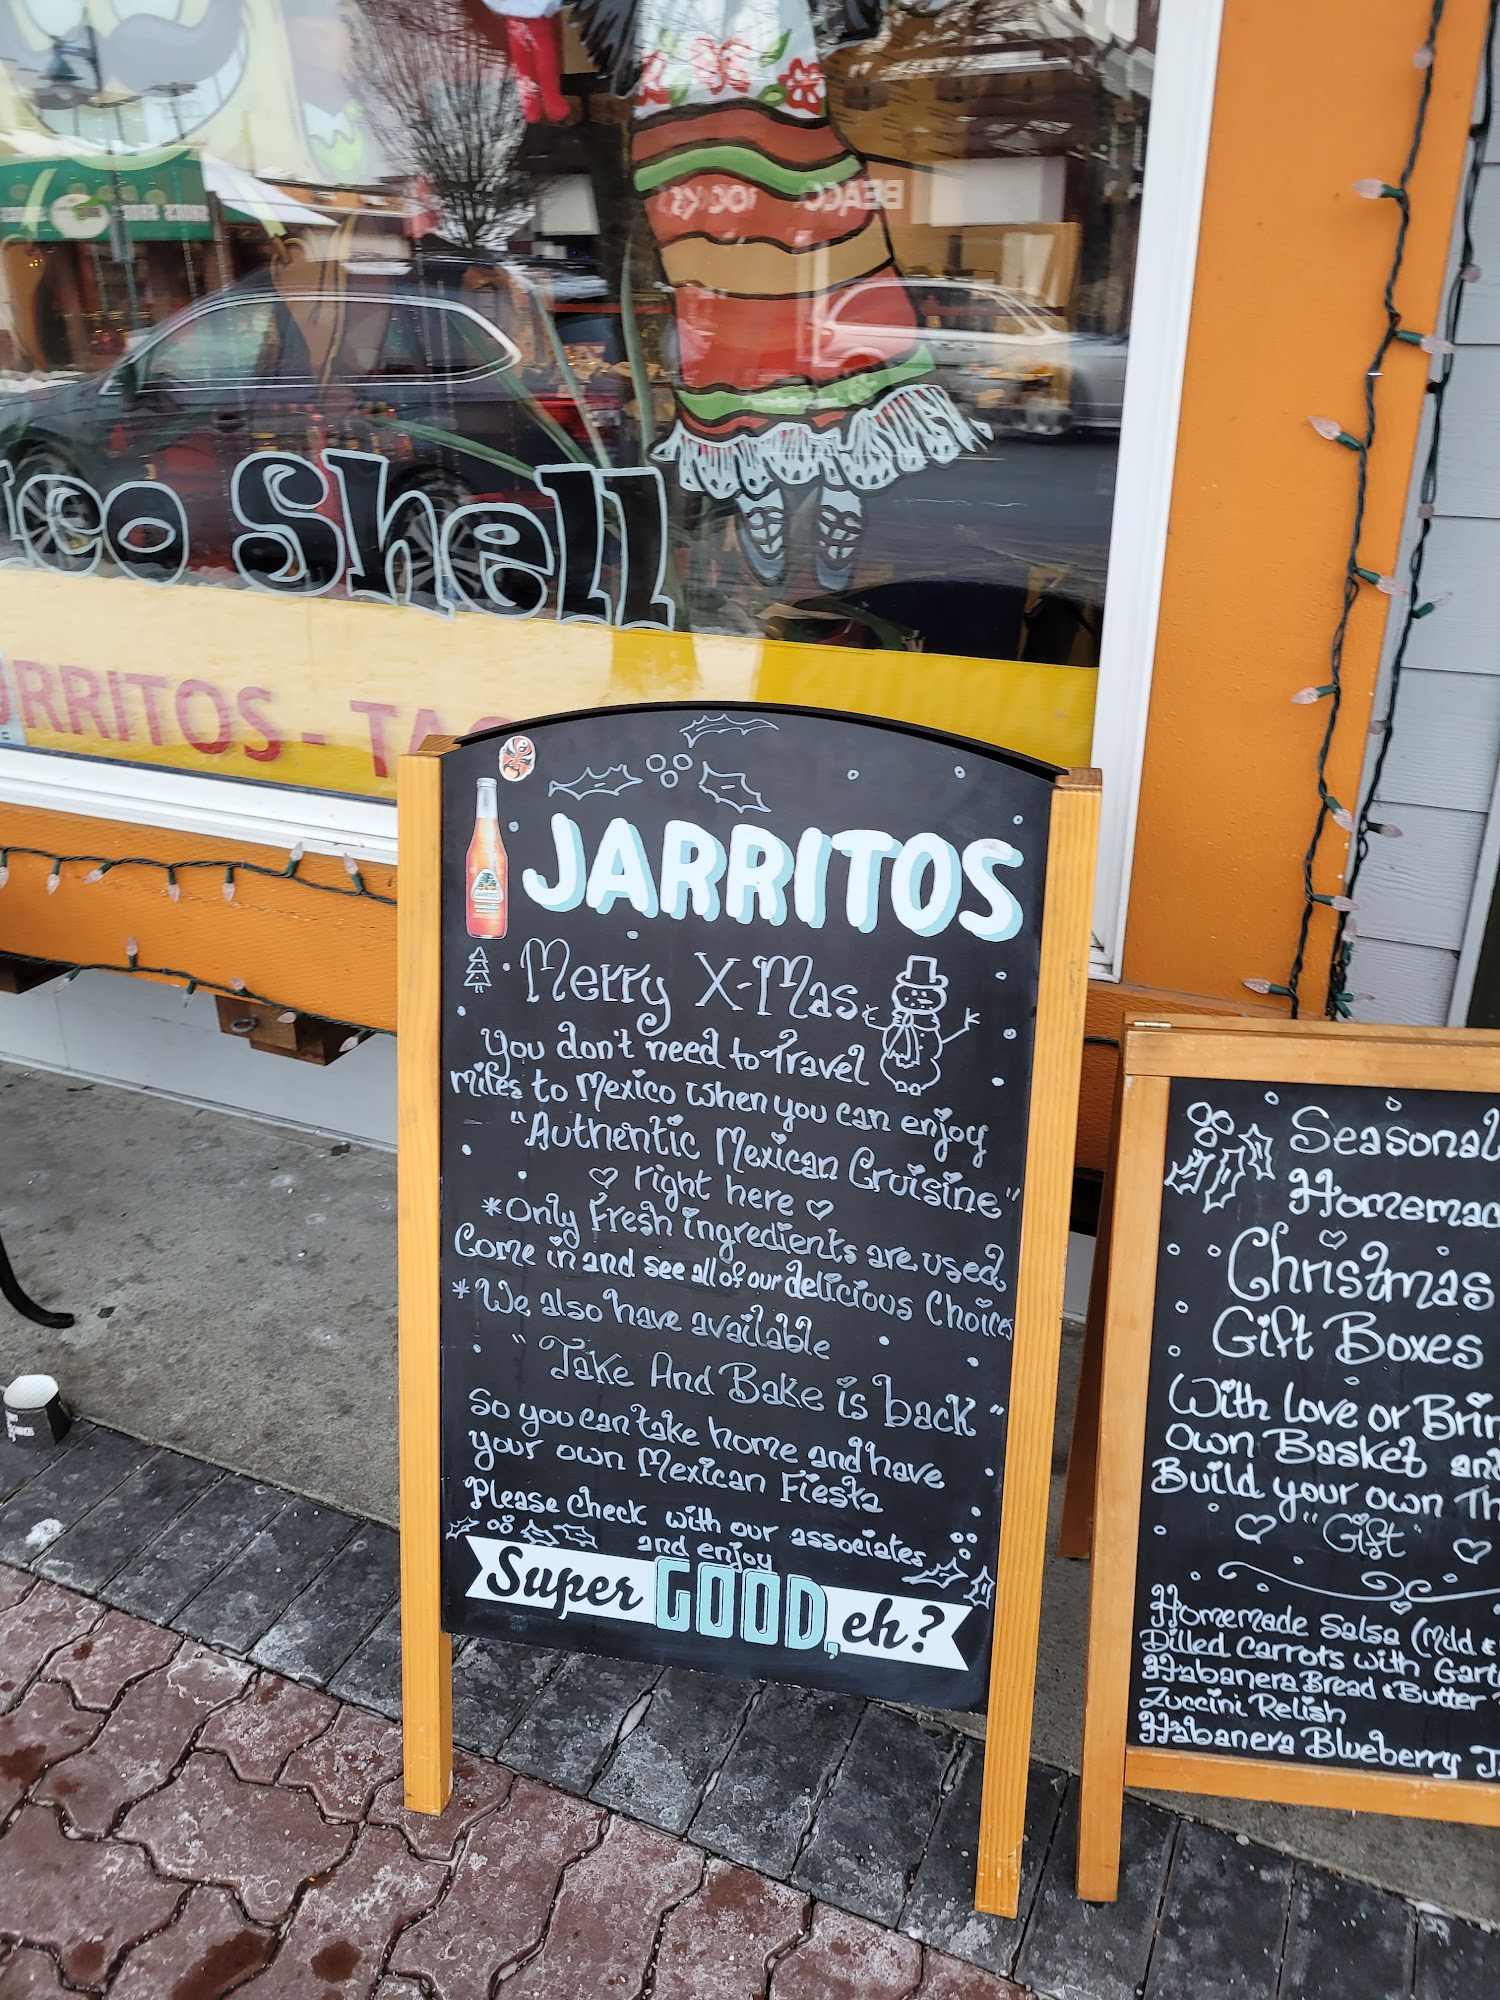 Shell
RRITOS - TA
JARRITOS
Merry X-Mas
You don't need to Travel
miles to Mexico when you can enjoy
"Authentic Mexican Cruisine"
right here
*Only Fresh ingredients are used
Come in and see all of our delicious Choices
*We also have available
" Take And Bake is back "
So you can take home and have
your own Mexican Fiesta
Please Check with our associates
and enjoy
Super GOOD, eh?
Seasonal
Homemad
Christmas
Gift Boxes
With love or Brin
Own Basket and
Build your own Th
"Gift"
Homemade Salsa (Mild &
Dilled Carrots with Garl
Habanera Bread & Butter
Zuccini Relish
Habanera Blueberry J